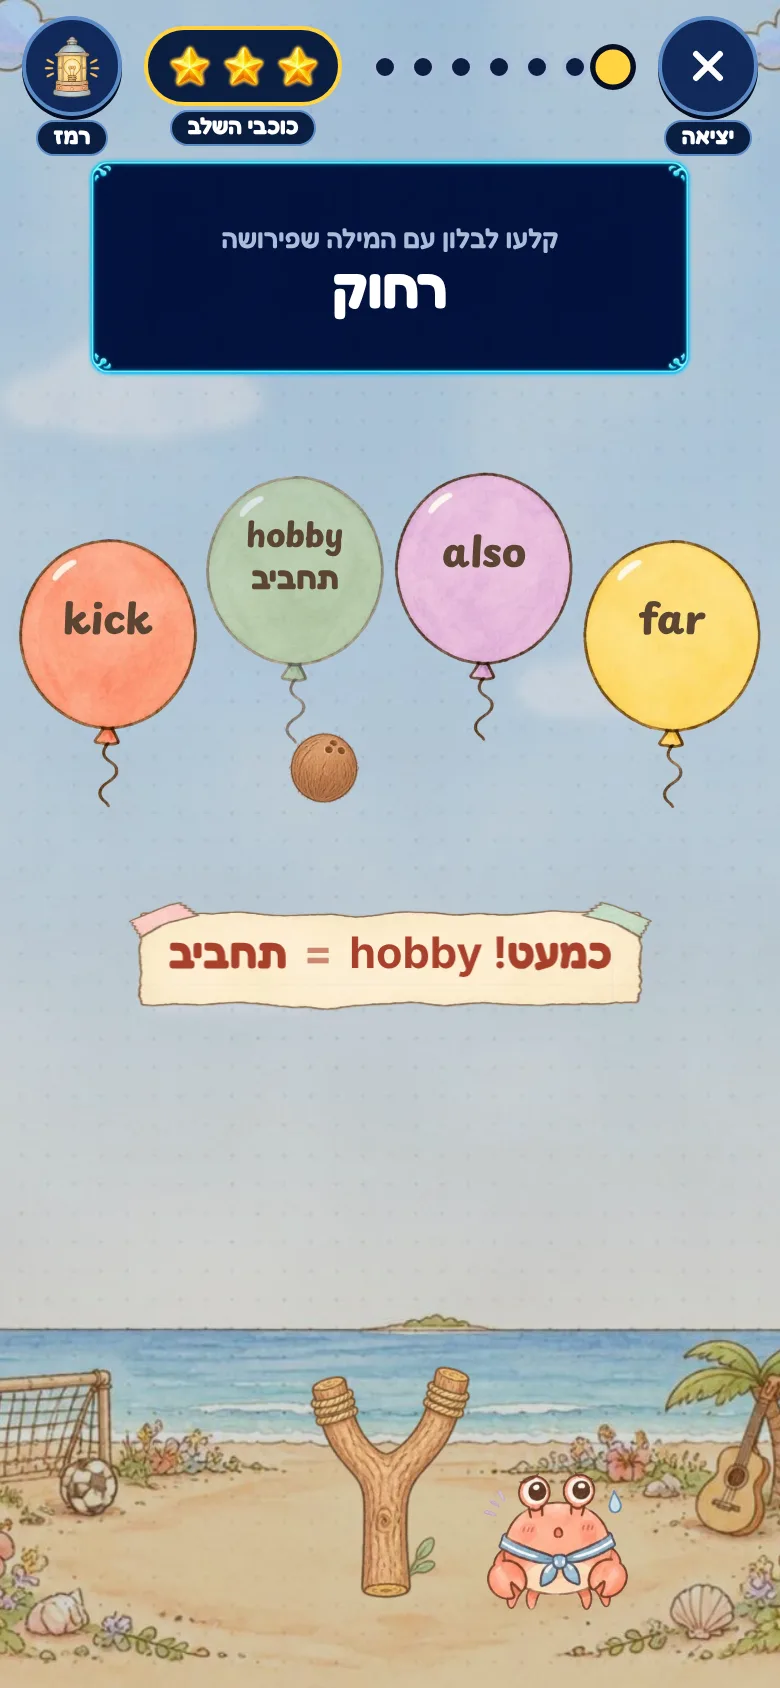 רמז
כוכבי השלב
יציאה
קלעו לבלון עם המילה שפירושה
רחוק
kick
hobby
תחביב
also
far
כמעט! hobby = תחביב